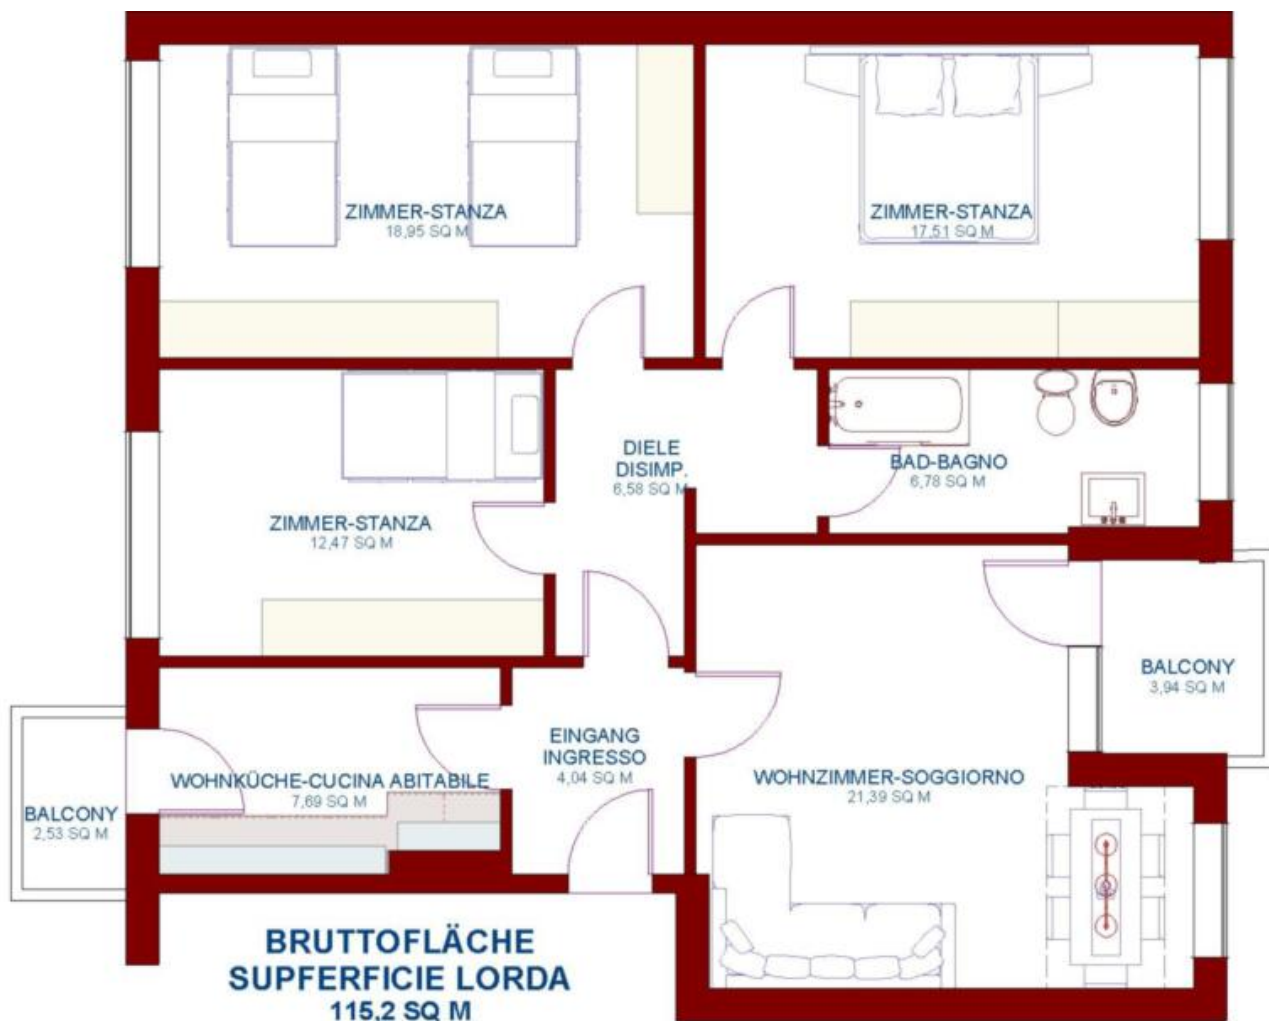 ZIMMER-STANZA
18,95 SQ M
ZIMMER-STANZA
17,51 SQ M
DIELE
DISIMP.
6,58 SQ M
BAD-BAGNO
6,78 SQ M
ZIMMER-STANZA
12,47 SQ M
BALCONY
3,94 SQ M
EINGANG
INGRESSO
4,04 SQ M
WOHNKÜCHE-CUCINA ABITABILE
7,69 SQ M
WOHNZIMMER-SOGGIORNO
21,39 SQ M
BALCONY
2,53 SQ M
BRUTTOFLÄCHE
SUPFERFICIE LORDA
115,2 SQ M